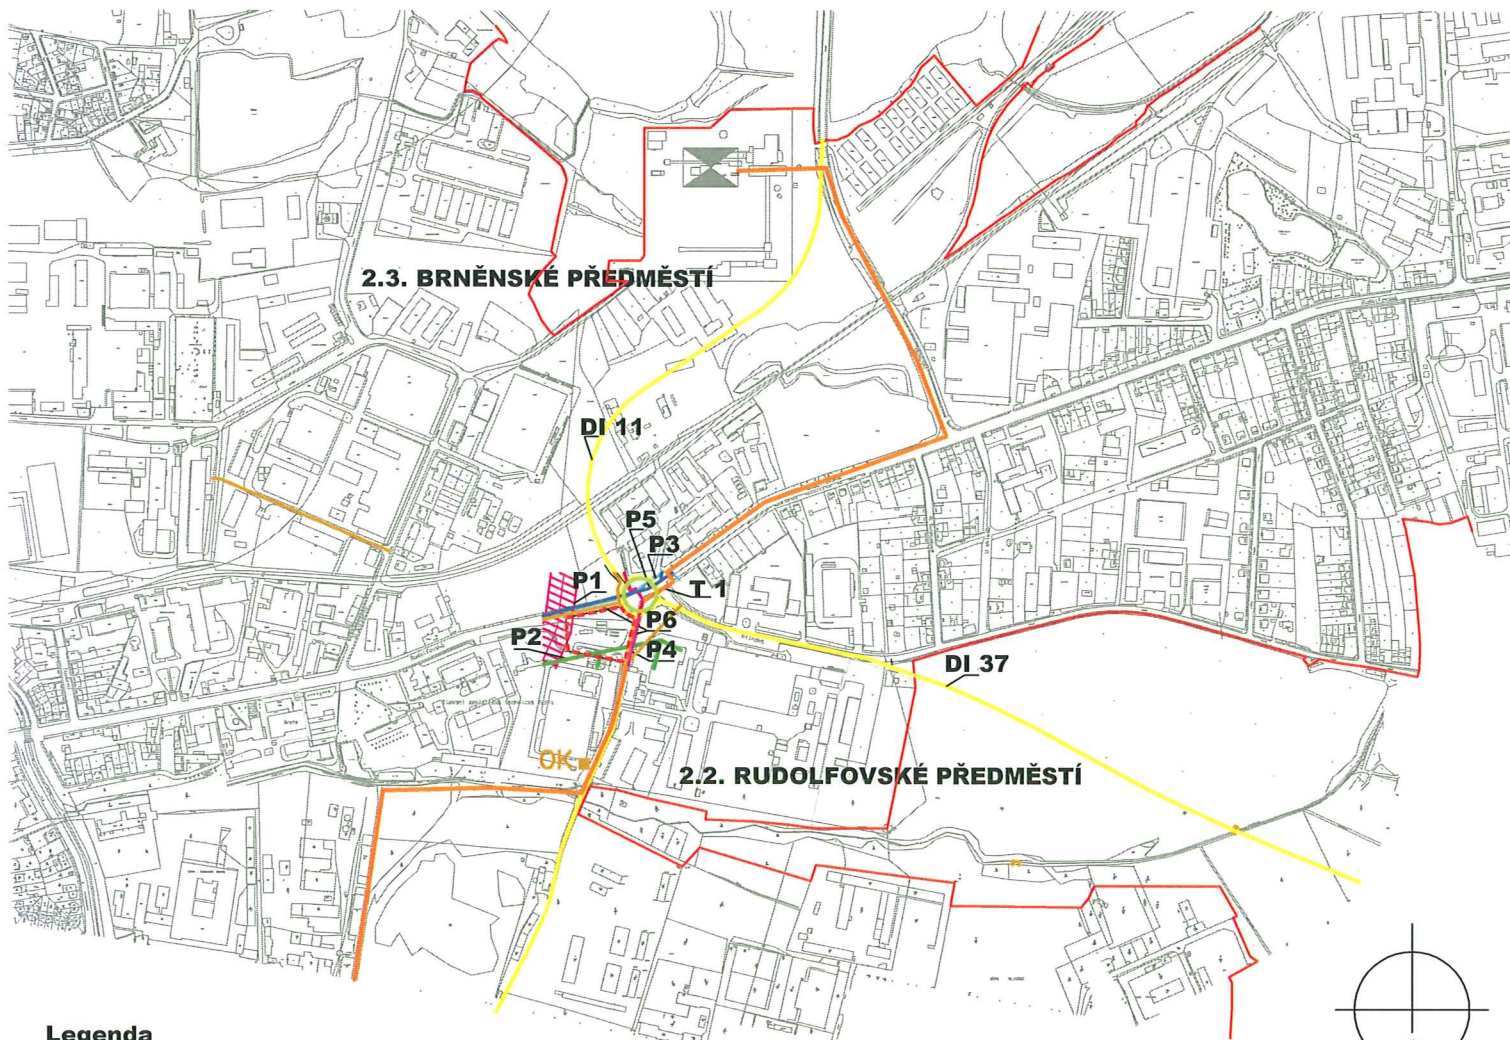 2.3. BRNĚNSKÉ PŘEDMĚSTÍ
DI 11
P5
P3
P1
T 1
P6
P2
P4
DI 37
OK
2.2. RUDOLFOVSKÉ PŘEDMĚSTÍ
Legenda